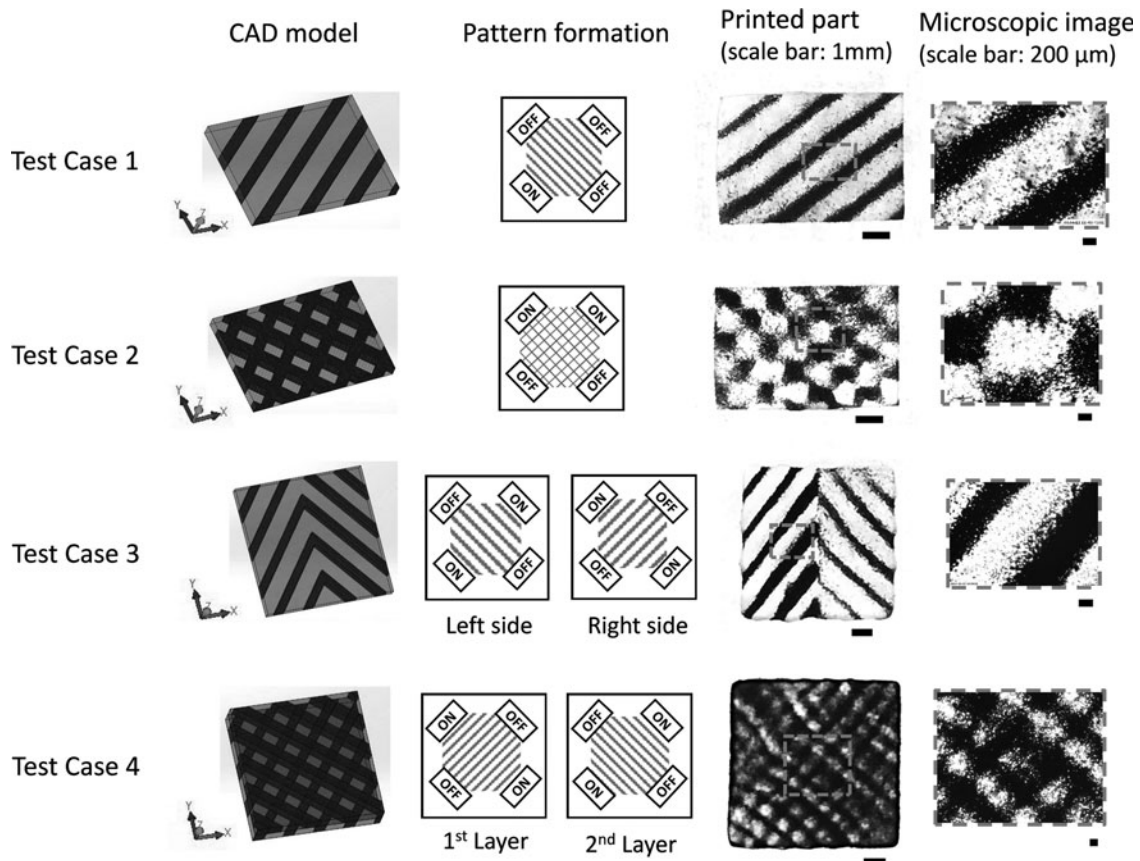 CAD model
Pattern formation
Printed part
(scale bar: 1mm)
Microscopic image
(scale bar: 200 µm)
Test Case 1
Y Z X
OFF OFF
ON OFF
Test Case 2
Y Z X
ON ON
OFF OFF
Test Case 3
Y Z X
OFF ON
ON OFF
Left side
ON OFF
OFF ON
Right side
Test Case 4
Y Z X
ON OFF
OFF ON
1st Layer
ON OFF
OFF ON
2nd Layer